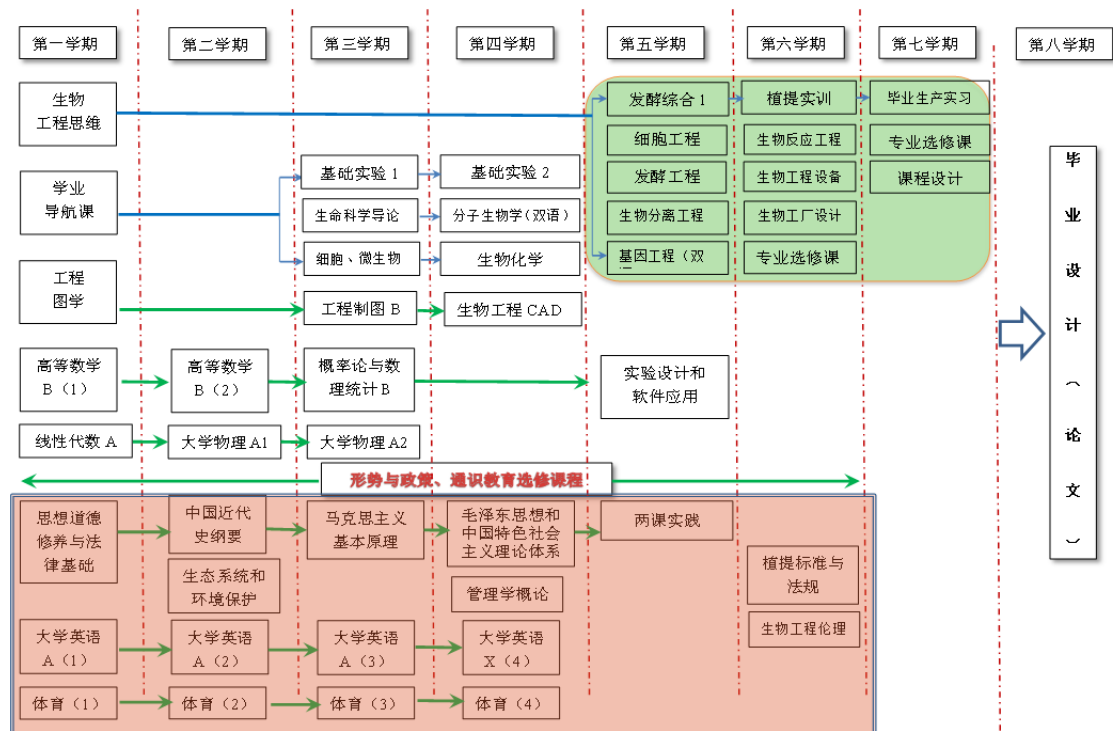 第一学期
第二学期
第三学期
第四学期
第五学期
第六学期
第七学期
第八学期
生物
工程思维
发酵综合 1
植提实训
毕业生产实习
细胞工程
生物反应工程
专业选修课
学业
导航课
基础实验 1
基础实验 2
发酵工程
生物工程设备
课程设计
生命科学导论
分子生物学（双语）
生物分离工程
生物工厂设计
细胞、微生物
生物化学
基因工程（双
专业选修课
工程
图学
工程制图 B
生物工程 CAD
高等数学
B（1）
高等数学
B（2）
概率论与数
理统计 B
实验设计和
软件应用
线性代数 A
大学物理 A1
大学物理 A2
形势与政策、通识教育选修课程
思想道德
修养与法
律基础
中国近代
史纲要
马克思主义
基本原理
毛泽东思想和
中国特色社会
主义理论体系
两课实践
生态系统和
环境保护
管理学概论
植提标准与
法规
生物工程伦理
大学英语
A（1）
大学英语
A（2）
大学英语
A（3）
大学英语
X（4）
体育（1）
体育（2）
体育（3）
体育（4）
毕业设计（论文）